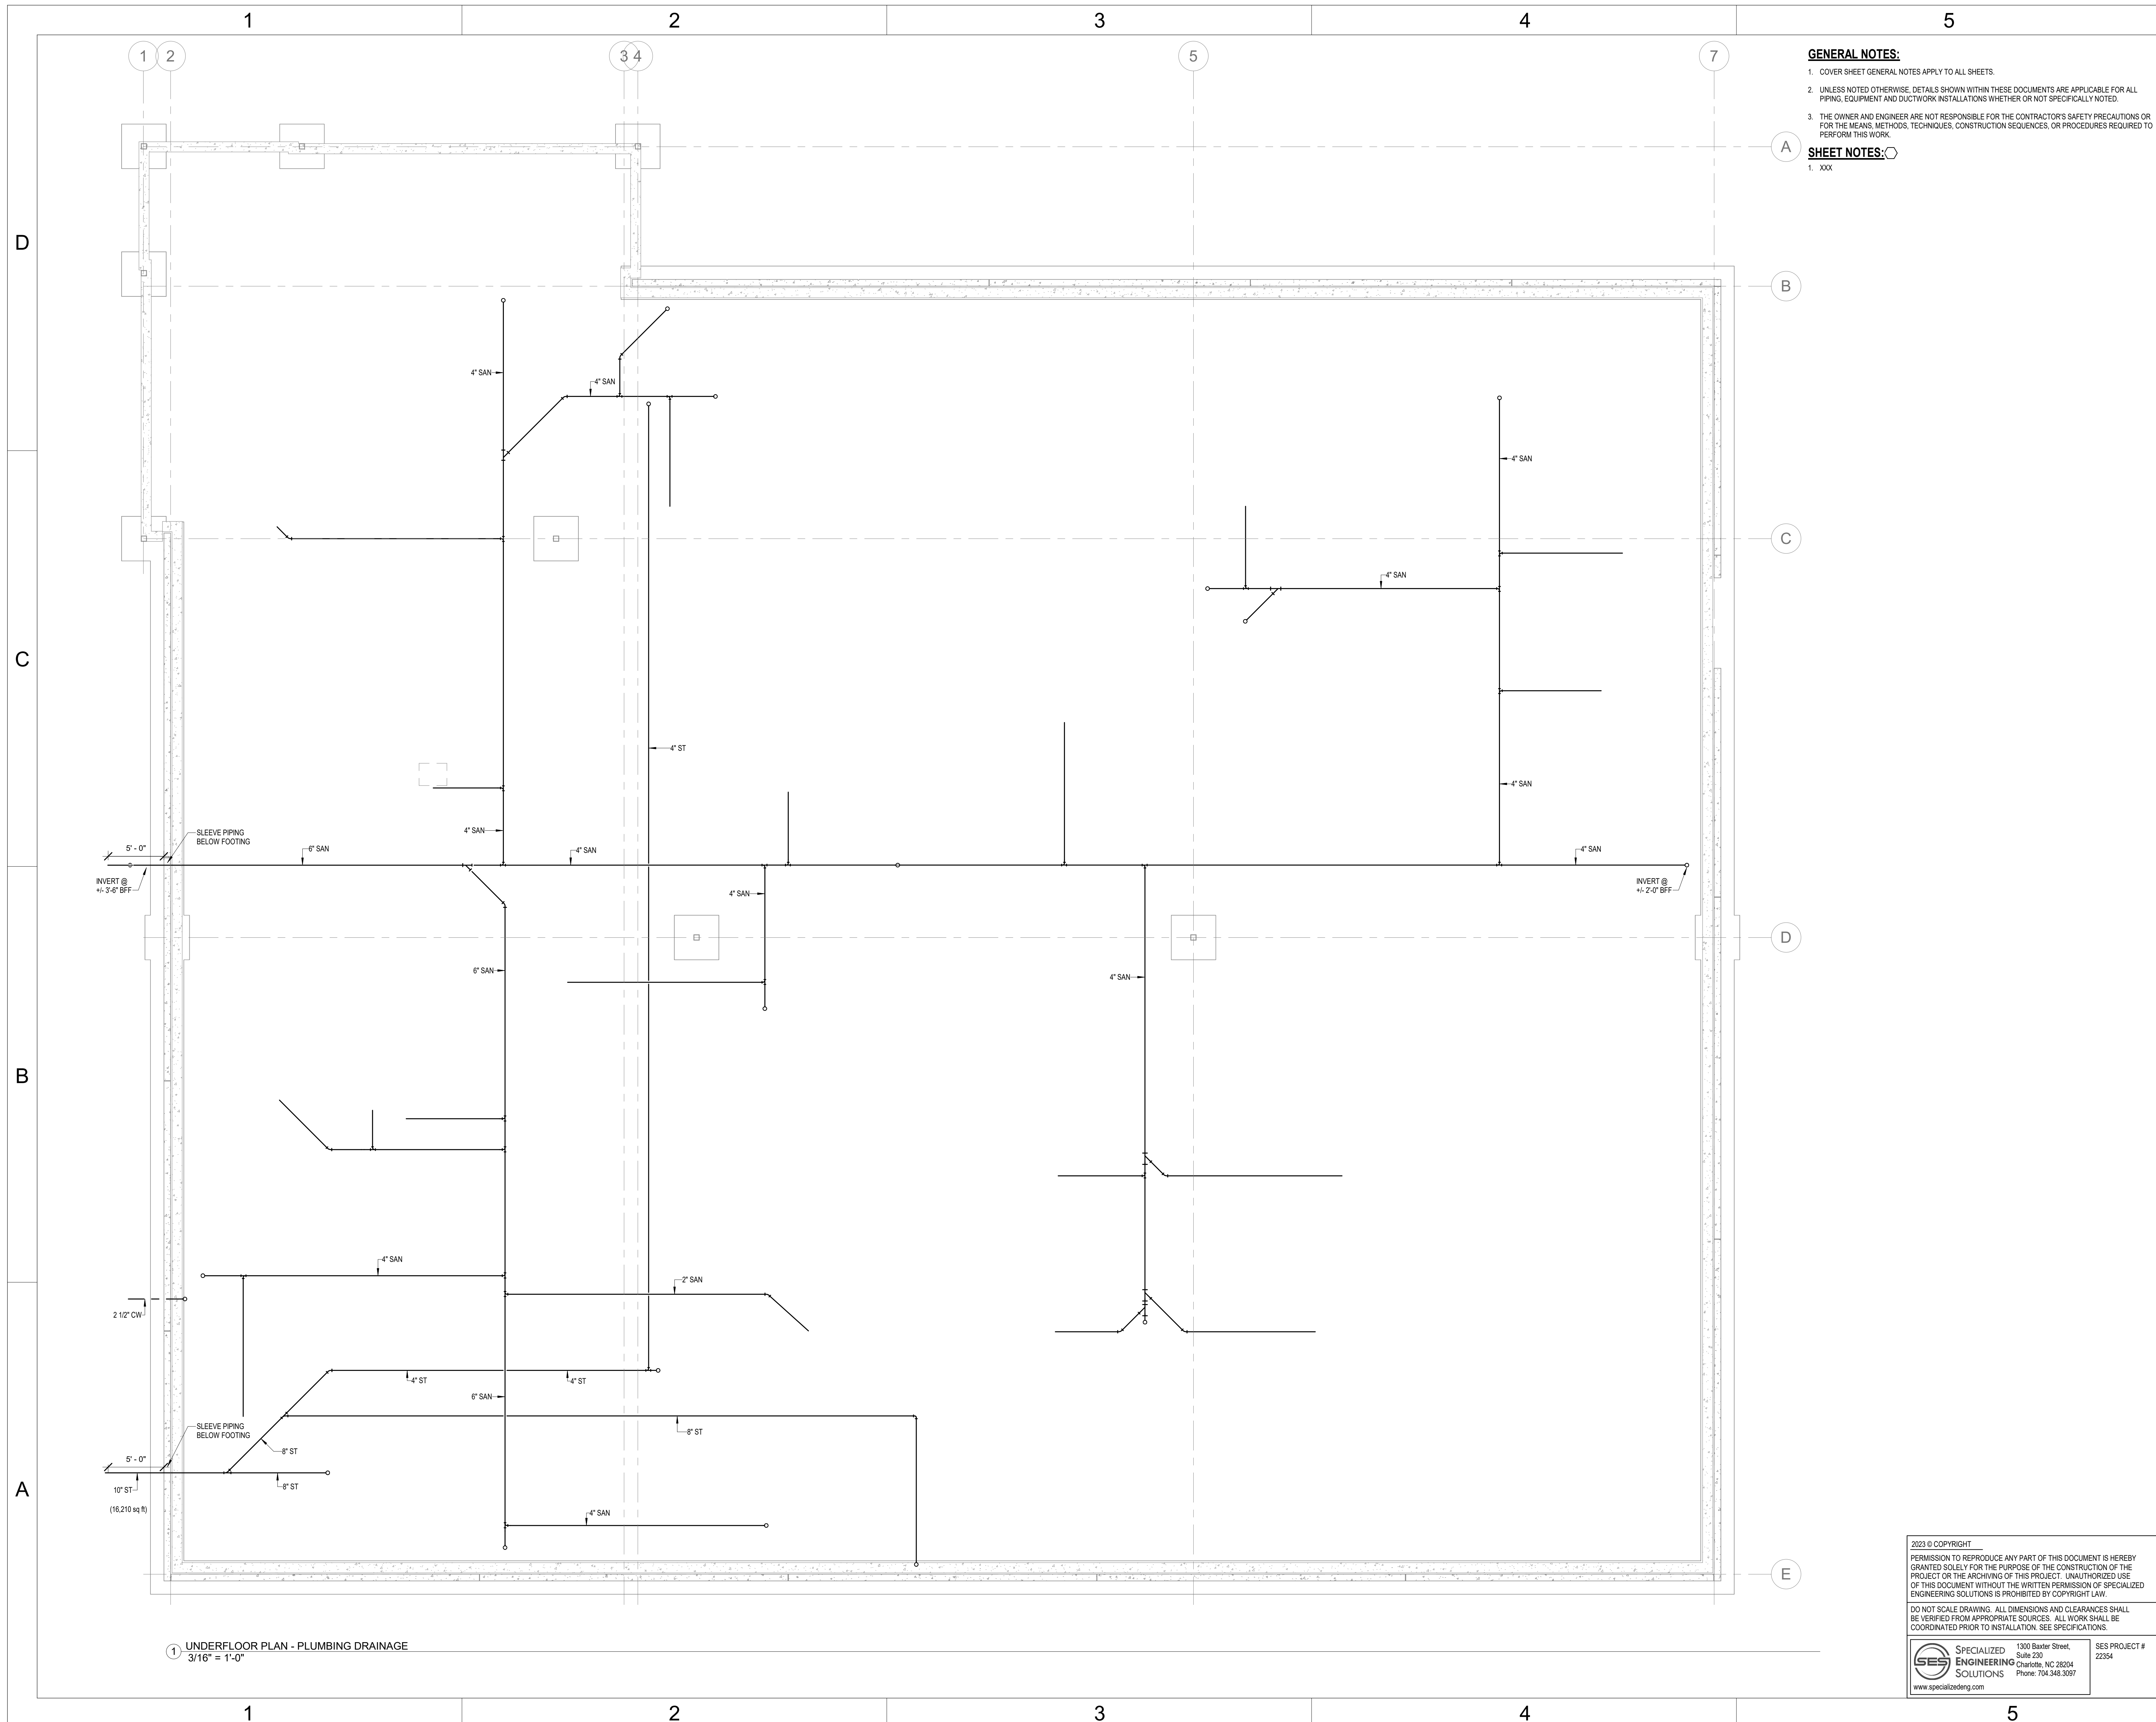 1
2
3
4
5
1
2
3
4
5
7
GENERAL NOTES:
1. COVER SHEET GENERAL NOTES APPLY TO ALL SHEETS.
2. UNLESS NOTED OTHERWISE, DETAILS SHOWN WITHIN THESE DOCUMENTS ARE APPLICABLE FOR ALL
PIPING, EQUIPMENT AND DUCTWORK INSTALLATIONS WHETHER OR NOT SPECIFICALLY NOTED.
3. THE OWNER AND ENGINEER ARE NOT RESPONSIBLE FOR THE CONTRACTOR'S SAFETY PRECAUTIONS OR
FOR THE MEANS, METHODS, TECHNIQUES, CONSTRUCTION SEQUENCES, OR PROCEDURES REQUIRED TO
PERFORM THIS WORK.
SHEET NOTES:
1. XXX
A
D
B
4" SAN
4" SAN
4" SAN
C
4" SAN
C
4" ST
4" SAN
4" SAN
SLEEVE PIPING
BELOW FOOTING
5' - 0"
6" SAN
4" SAN
4" SAN
INVERT @
+/- 3'-6" BFF
INVERT @
+/- 2'-0" BFF
4" SAN
D
6" SAN
4" SAN
B
4" SAN
2" SAN
2 1/2" CW
4" ST
4" ST
6" SAN
SLEEVE PIPING
BELOW FOOTING
8" ST
8" ST
5' - 0"
10" ST
8" ST
A
(16,210 sq ft)
4" SAN
E
1
UNDERFLOOR PLAN - PLUMBING DRAINAGE
3/16" = 1'-0"
2023 © COPYRIGHT
PERMISSION TO REPRODUCE ANY PART OF THIS DOCUMENT IS HEREBY
GRANTED SOLELY FOR THE PURPOSE OF THE CONSTRUCTION OF THE
PROJECT OR THE ARCHIVING OF THIS PROJECT. UNAUTHORIZED USE
OF THIS DOCUMENT WITHOUT THE WRITTEN PERMISSION OF SPECIALIZED
ENGINEERING SOLUTIONS IS PROHIBITED BY COPYRIGHT LAW.
DO NOT SCALE DRAWING. ALL DIMENSIONS AND CLEARANCES SHALL
BE VERIFIED FROM APPROPRIATE SOURCES. ALL WORK SHALL BE
COORDINATED PRIOR TO INSTALLATION. SEE SPECIFICATIONS.
SES
SPECIALIZED
ENGINEERING
SOLUTIONS
www.specializedeng.com
1300 Baxter Street,
Suite 230
Charlotte, NC 28204
Phone: 704.348.3097
SES PROJECT #
22354
1
2
3
4
5